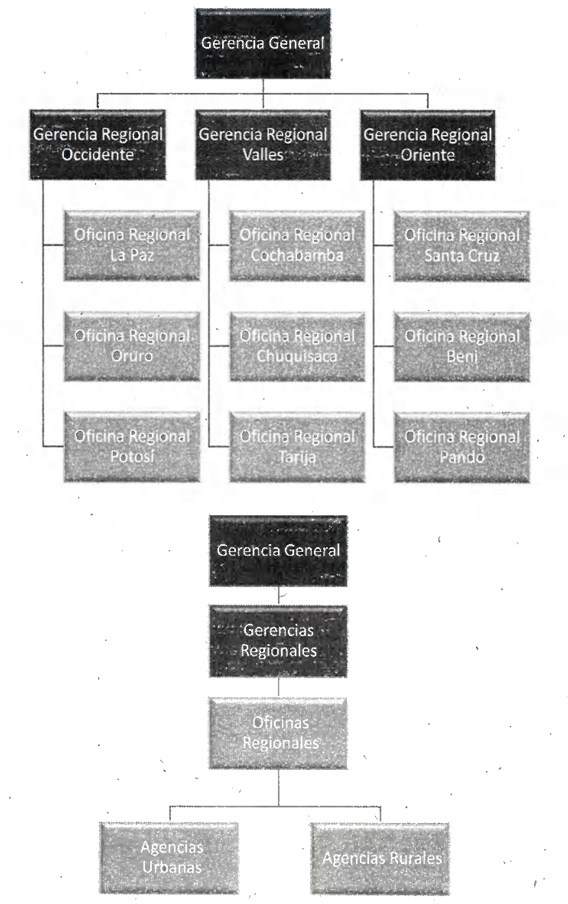 Gerencia General
Gerencia Regional
Occidente
Gerencia Regional
Valles
Gerencia Regional
Oriente
Oficina Regional
La Paz
Oficina Regional
Cochabamba
Oficina Regional
Santa Cruz
Oficina Regional
Oruro
Oficina Regional
Chuquisaca
Oficina Regional
Beni
Oficina Regional
Potosí
Oficina Regional
Tarija
Oficina Regional
Pando
Gerencia General
Gerencias
Regionales
Oficinas
Regionales
Agencias
Urbanas
Agencias Rurales